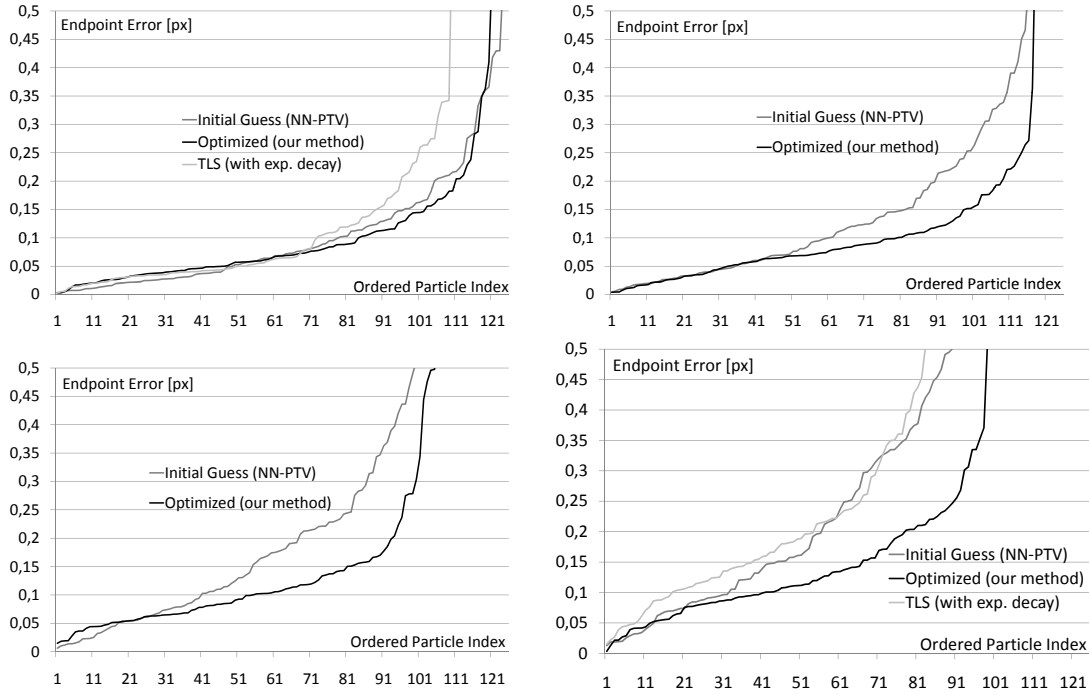 0,5
Endpoint Error [px]
0,45
0,4
0,35
0,3
0,25
0,2
0,15
0,1
0,05
0
Initial Guess (NN-PTV)
Optimized (our method)
TLS (with exp. decay)
Ordered Particle Index
1 11 21 31 41 51 61 71 81 91 101 111 121
0,5
Endpoint Error [px]
0,45
0,4
0,35
0,3
0,25
0,2
0,15
0,1
0,05
0
Initial Guess (NN-PTV)
Optimized (our method)
Ordered Particle Index
1 11 21 31 41 51 61 71 81 91 101 111 121
0,5
Endpoint Error [px]
0,45
0,4
0,35
0,3
0,25
0,2
0,15
0,1
0,05
0
Initial Guess (NN-PTV)
Optimized (our method)
Ordered Particle Index
1 11 21 31 41 51 61 71 81 91 101 111 121
0,5
Endpoint Error [px]
0,45
0,4
0,35
0,3
0,25
0,2
0,15
0,1
0,05
0
Initial Guess (NN-PTV)
Optimized (our method)
TLS (with exp. decay)
Ordered Particle Index
1 11 21 31 41 51 61 71 81 91 101 111 121